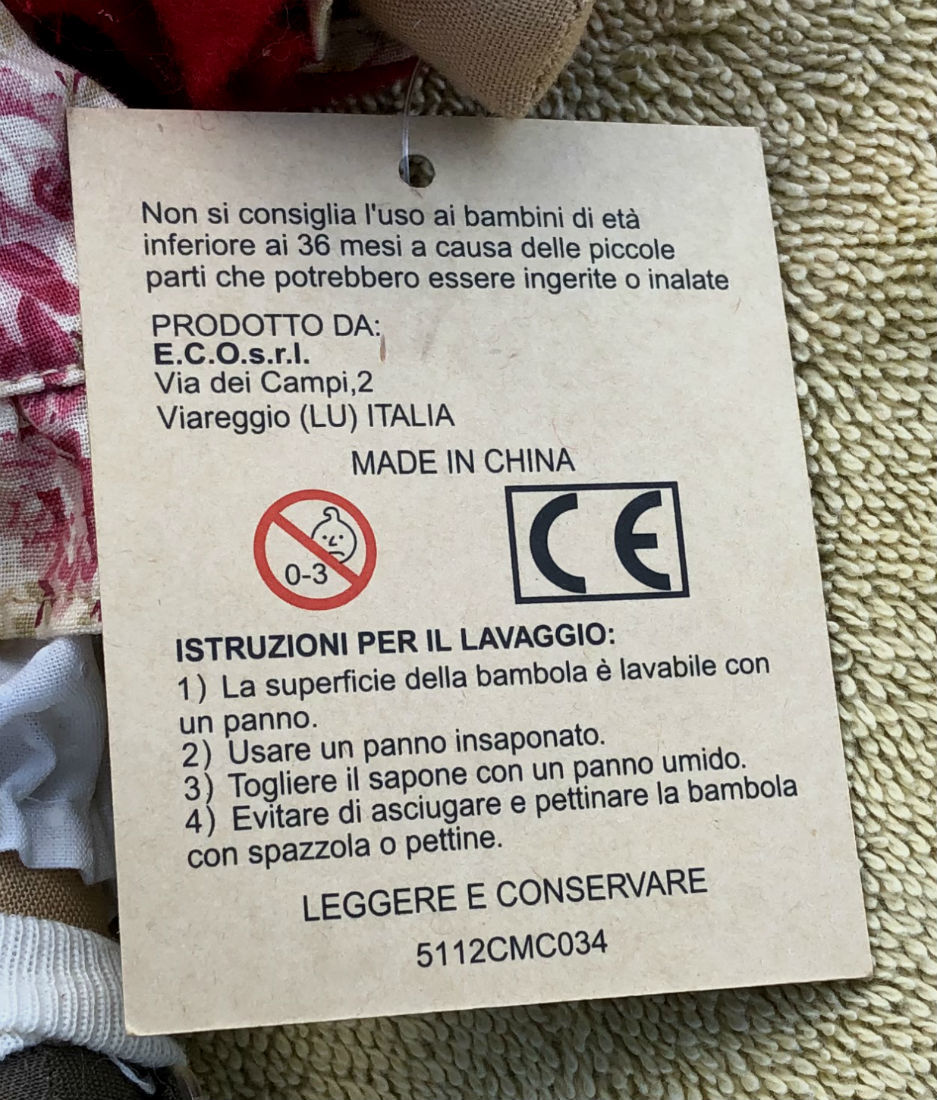 Non si consiglia l'uso ai bambini di età
inferiore ai 36 mesi a causa delle piccole
parti che potrebbero essere ingerite o inalate
PRODOTTO DA:
E.C.O.s.r.l.
Via dei Campi,2
Viareggio (LU) ITALIA
MADE IN CHINA
0-3
CE
ISTRUZIONI PER IL LAVAGGIO:
1) La superficie della bambola è lavabile con
un panno.
2) Usare un panno insaponato.
3) Togliere il sapone con un panno umido.
4) Evitare di asciugare e pettinare la bambola
con spazzola o pettine.
LEGGERE E CONSERVARE
5112CMC034